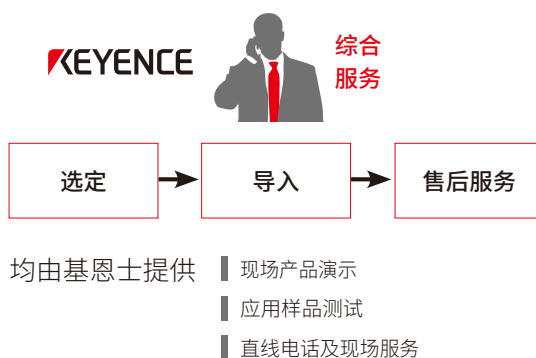 KEYENCE
综合
服务
选定
导入
售后服务
均由基恩士提供
现场产品演示
应用样品测试
直线电话及现场服务